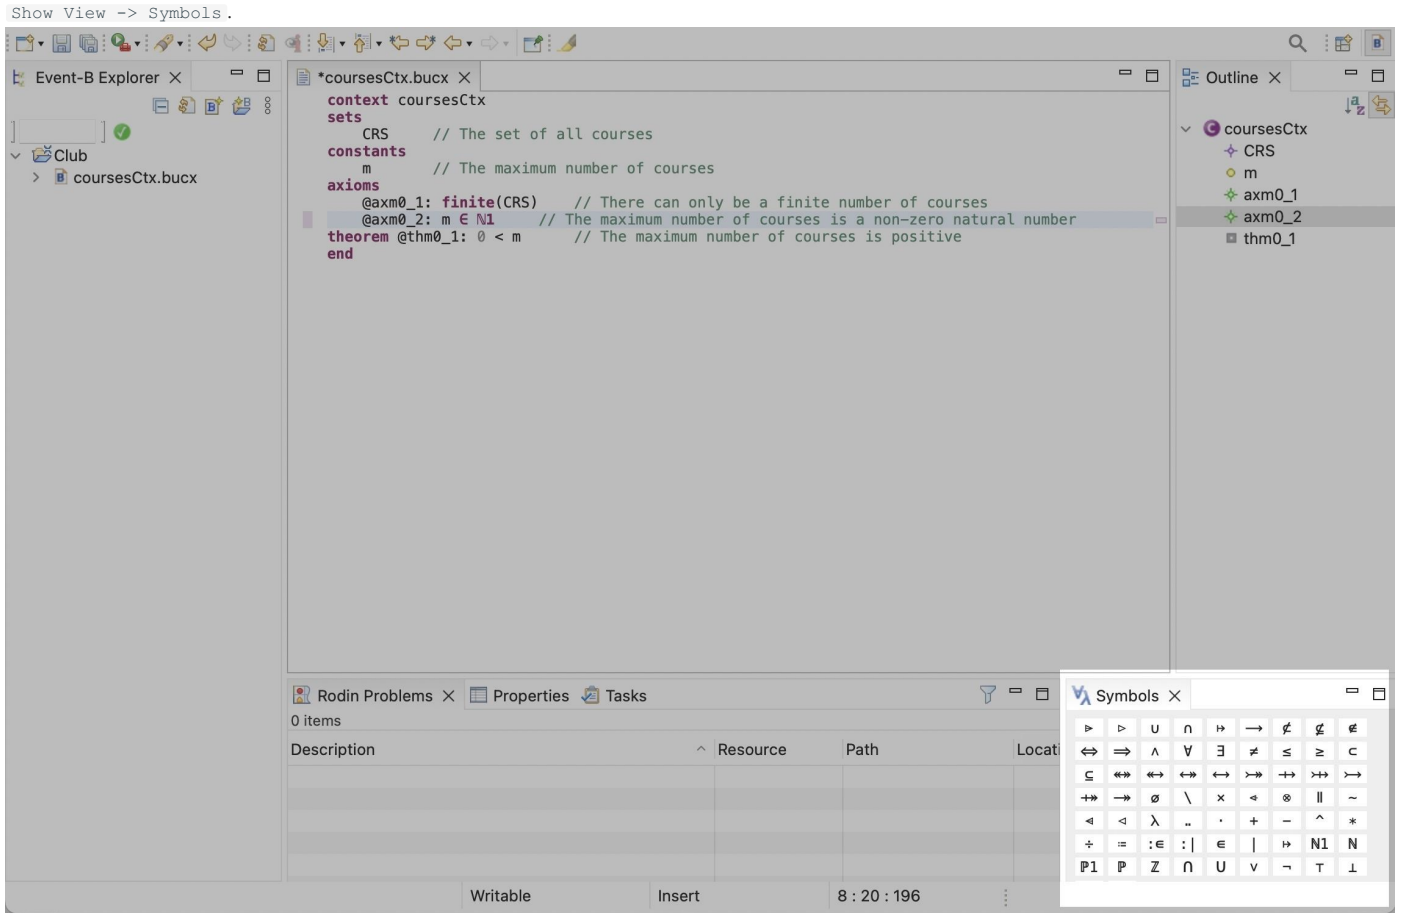 Show View -> Symbols.
Event-B Explorer
*coursesCtx.bucx
Outline
Club
coursesCtx.bucx
context coursesCtx
sets
CRS // The set of all courses
constants
m // The maximum number of courses
axioms
@axm0_1: finite(CRS) // There can only be a finite number of courses
@axm0_2: m ∈ ℕ1 // The maximum number of courses is a non-zero natural number
theorem @thm0_1: 0 < m // The maximum number of courses is positive
end
coursesCtx
CRS
m
axm0_1
axm0_2
thm0_1
Rodin Problems
Properties
Tasks
0 items
Description Resource Path Locati
Symbols
⩥ ▷ ∪ ∩ ⤔ → ⊄ ⊈ ∉
⇔ ⇒ ∧ ∀ ∃ ≠ ≤ ≥ ⊂
⊆  ↔ ⤖ ⇸ ⤔ ↣
⤀ ↠ ∅ \ × ⊗ ∥ ∼
⩤ ◁ λ ‥ · + − ^ ∗
÷ ≔ :∈ :∣ ∈ ∣ ↦ ℕ1 ℕ
ℙ1 ℙ ℤ ⋂ ⋃ ∨ ¬ ⊤ ⊥
Writable Insert 8 : 20 : 196